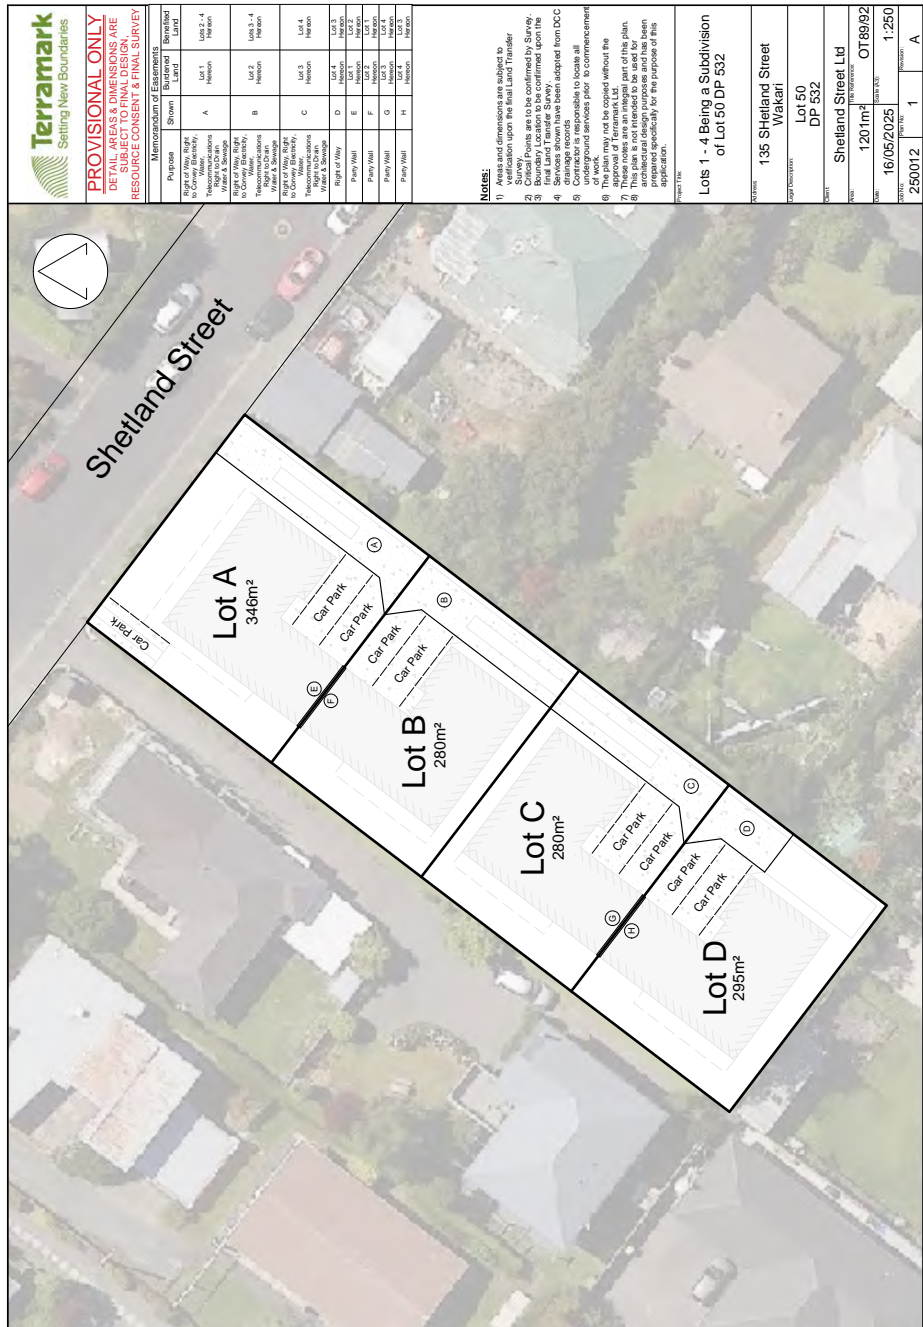 Terramark
Setting New Boundaries
PROVISIONAL ONLY
DETAIL, AREAS & DIMENSIONS ARE
SUBJECT TO FINAL DESIGN,
RESOURCE CONSENT & FINAL SURVEY
Memorandum of Easements
Purpose Shown Burdened Land Benefited Land
Right of Way, Right to Convey Electricity, Water, Telecommunications Right to Drain Water & Sewage A Lot 1 Hereon Lots 2 - 4 Hereon
Right of Way, Right to Convey Electricity, Water, Telecommunications Right to Drain Water & Sewage B Lot 2 Hereon Lots 3 - 4 Hereon
Right of Way, Right to Convey Electricity, Water, Telecommunications Right to Drain Water & Sewage C Lot 3 Hereon Lot 4 Hereon
Right of Way D Lot 4 Hereon Lot 3 Hereon
Party Wall E Lot 1 Hereon Lot 2 Hereon
Party Wall F Lot 2 Hereon Lot 1 Hereon
Party Wall G Lot 3 Hereon Lot 4 Hereon
Party Wall H Lot 4 Hereon Lot 3 Hereon
Notes:
1) Areas and dimensions are subject to
verification upon the final Land Transfer
Survey.
2) Critical Points are to be confirmed by Survey.
3) Boundary Location to be confirmed upon the
final Land Transfer Survey.
4) Services shown have been adopted from DCC
drainage records
5) Contractor is responsible to locate all
underground services prior to commencement
of work.
6) The plan may not be copied without the
approval of Terramark Ltd.
7) These notes are an integral part of this plan.
8) This plan is not intended to be used for
architectural design purposes and has been
prepared specifically for the purpose of this
application.
Project Title:
Lots 1 - 4 Being a Subdivision
of Lot 50 DP 532
Address:
135 SHetland Street
Wakari
Legal Description:
Lot 50
DP 532
Client:
Shetland Street Ltd
Area: 1201m²
Title Reference: OT89/92
Date: 16/05/2025
Scale (A3): 1:250
Job No: 250012
Plan No: 1
Revision: A
Shetland Street
Car Park
Lot A
346m²
Car Park
Car Park
A
E
F
Car Park
Car Park
B
Lot B
280m²
Lot C
280m²
Car Park
Car Park
C
G
H
Car Park
Car Park
D
Lot D
295m²